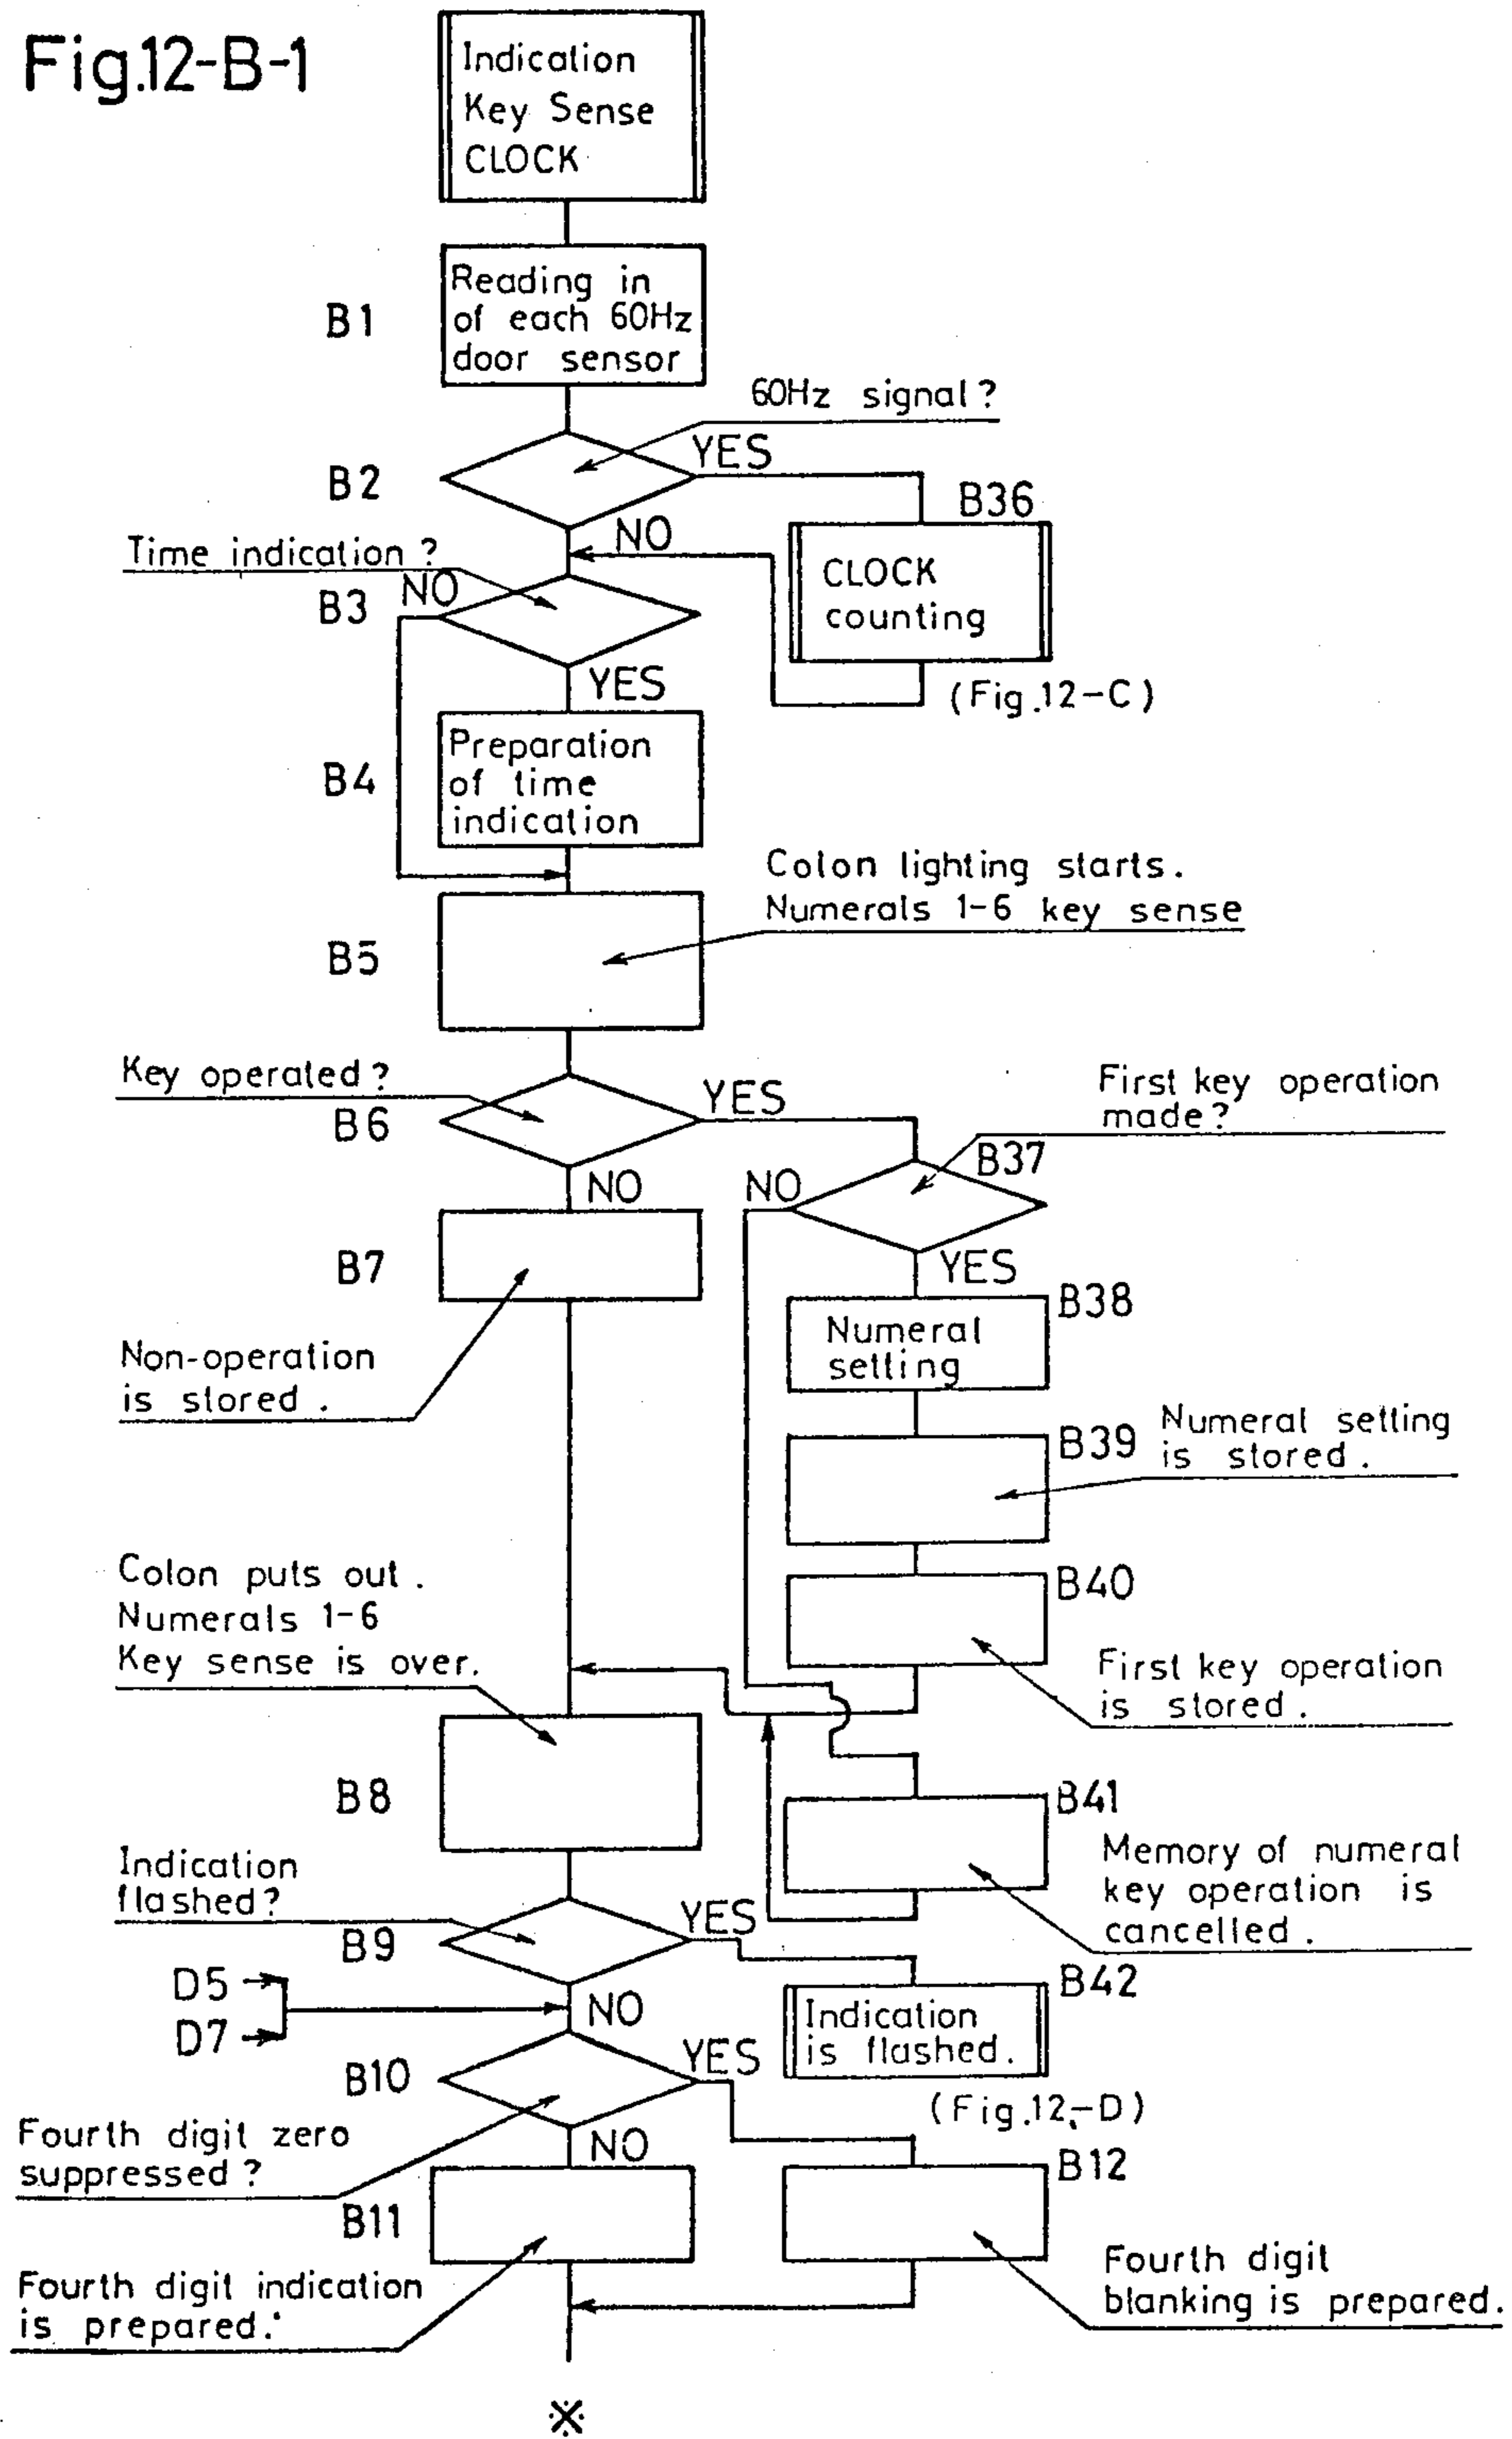 Fig.12-B-1
Indication
Key Sense
CLOCK
B1
Reading in
of each 60Hz
door sensor
60Hz signal?
B2
YES
B36
NO
Time indication?
NO
B3
CLOCK
counting
YES
(Fig.12-C)
B4
Preparation
of time
indication
Colon lighting starts.
Numerals 1-6 key sense
B5
Key operated?
YES
First key operation
made?
B6
B37
NO
NO
B7
YES
B38
Numeral
setting
Non-operation
is stored.
B39
Numeral setting
is stored.
B40
Colon puts out.
Numerals 1-6
Key sense is over.
First key operation
is stored.
B8
B41
Memory of numeral
key operation is
cancelled.
Indication
flashed?
YES
B9
B42
D5
D7
NO
Indication
is flashed.
YES
B10
(Fig.12-D)
Fourth digit zero
suppressed?
NO
B12
B11
Fourth digit indication
is prepared.
Fourth digit
blanking is prepared.
※